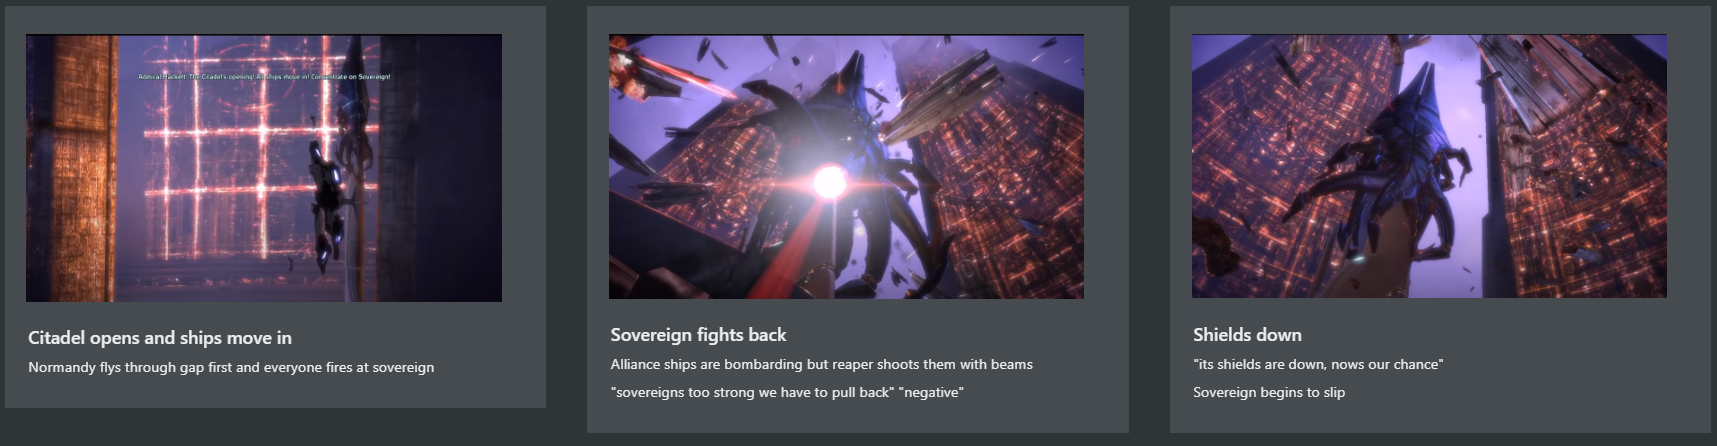 Admiral Hackett: The Citadel's opening! All ships move in! Concentrate on Sovereign!
Citadel opens and ships move in
Normandy flys through gap first and everyone fires at sovereign
Sovereign fights back
Alliance ships are bombarding but reaper shoots them with beams
"sovereigns too strong we have to pull back" "negative"
Shields down
"its shields are down, nows our chance"
Sovereign begins to slip